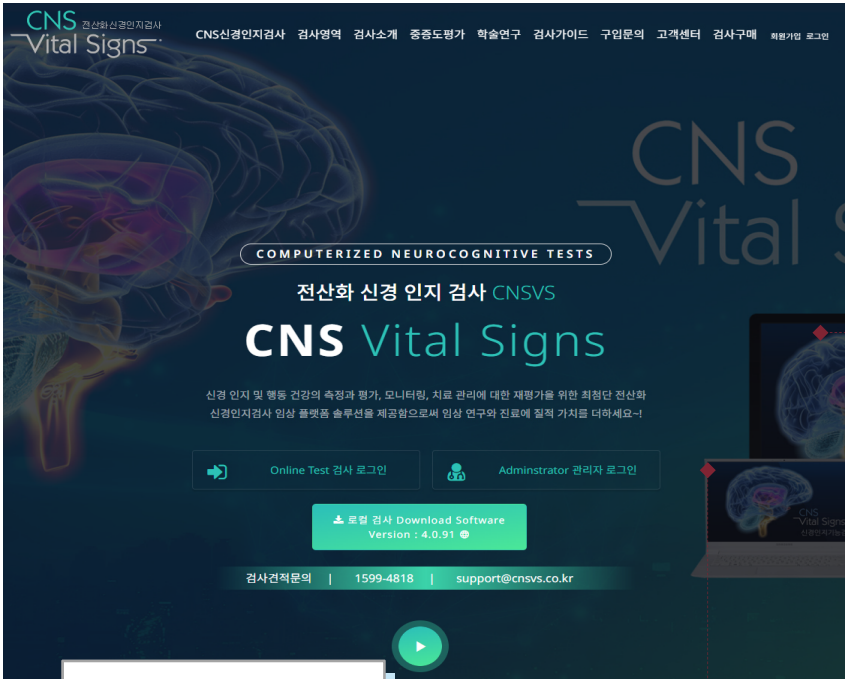 CNS 전산화신경인지검사
Vital Signs
CNS신경인지검사 검사영역 검사소개 중증도평가 학술연구 검사가이드 구입문의 고객센터 검사구매 회원가입 로그인
CNS
Vital S
COMPUTERIZED NEUROCOGNITIVE TESTS
전산화 신경 인지 검사 CNSVS
CNS Vital Signs
신경 인지 및 행동 건강의 측정과 평가, 모니터링, 치료 관리에 대한 재평가을 위한 최첨단 전산화
신경인지검사 임상 플랫폼 솔루션을 제공함으로써 임상 연구와 진료에 질적 가치를 더하세요~!
Online Test 검사 로그인
Adminstrator 관리자 로그인
로컬 검사 Download Software
Version : 4.0.91
검사견적문의 | 1599-4818 | support@cnsvs.co.kr
CNS
Vital Signs